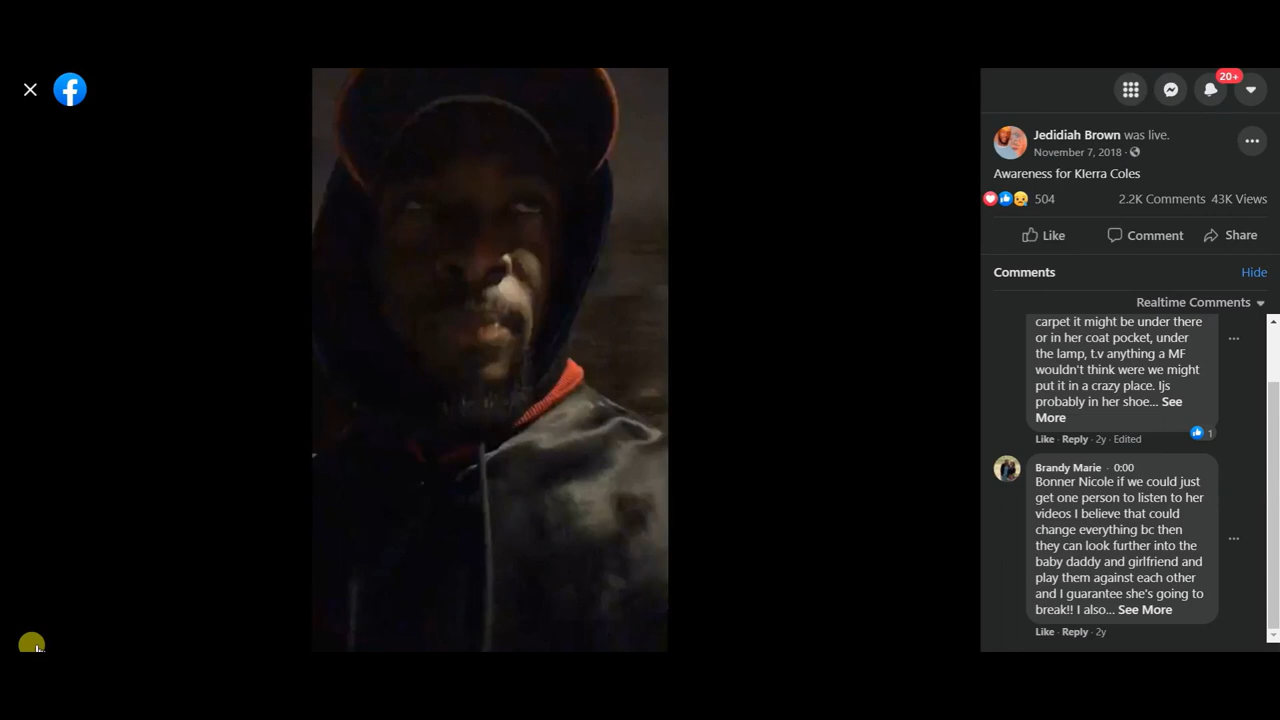 20+
Jedidiah Brown was live.
November 7, 2018 ·
Awareness for KIerra Coles
504 2.2K Comments 43K Views
Like Comment Share
Comments Hide
Realtime Comments
carpet it might be under there
or in her coat pocket, under
the lamp, t.v anything a MF
wouldn't think were we might
put it in a crazy place. Ijs
probably in her shoe... See
More
1
Like · Reply · 2y · Edited
Brandy Marie · 0:00
Bonner Nicole if we could just
get one person to listen to her
videos I believe that could
change everything bc then
they can look further into the
baby daddy and girlfriend and
play them against each other
and I guarantee she's going to
break!! I also... See More
Like · Reply · 2y